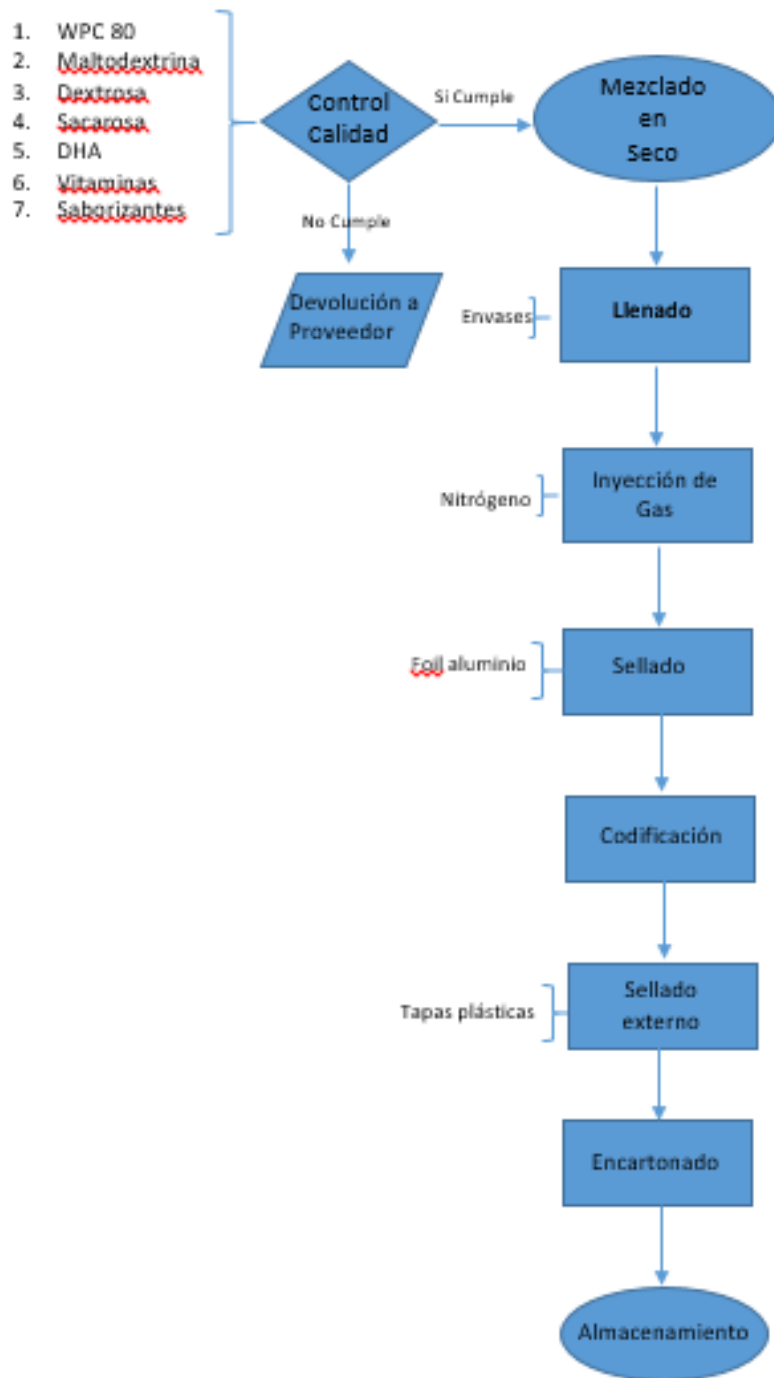 1. WPC 80
2. Maltodextrina
3. Dextrosa
4. Sacarosa
5. DHA
6. Vitaminas
7. Saborizantes
Control
Calidad
Si Cumple
Mezclado
en
Seco
No Cumple
Devolución a
Proveedor
Envases
Llenado
Nitrógeno
Inyección de
Gas
Foil aluminio
Sellado
Codificación
Tapas plásticas
Sellado
externo
Encartonado
Almacenamiento